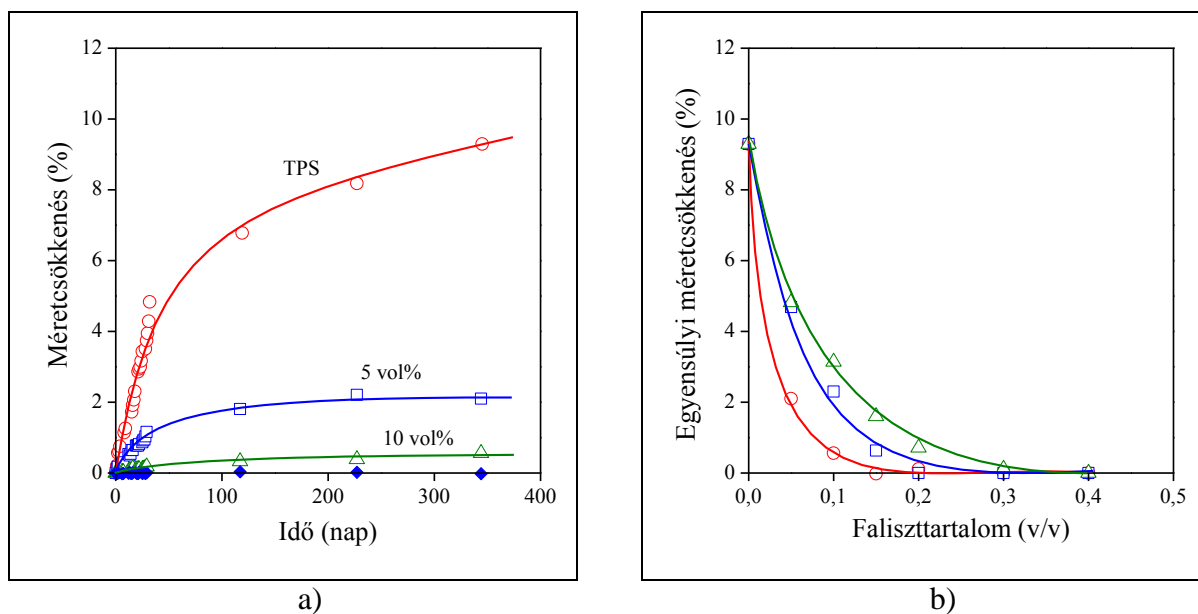 12
10
8
6
4
2
0
Méretcsökkenés (%)
TPS
5 vol%
10 vol%
0 100 200 300 400
Idő (nap)
a)
12
10
8
6
4
2
0
Egyensúlyi méretcsökkenés (%)
0,0 0,1 0,2 0,3 0,4 0,5
Faliszttartalom (v/v)
b)